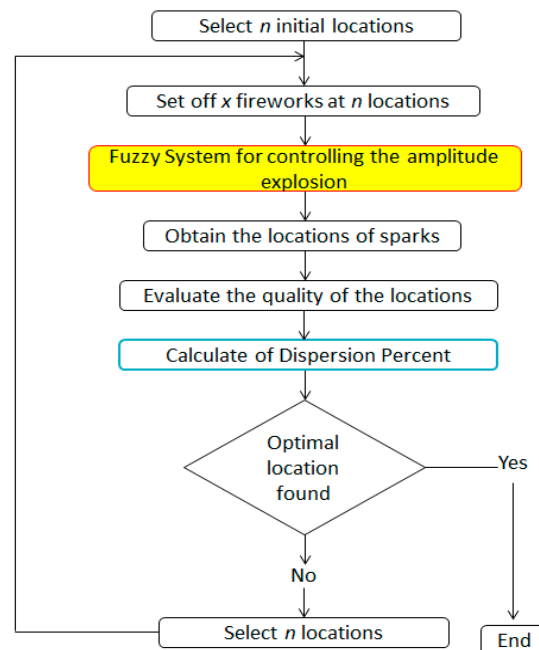 Select n initial locations
Set off x fireworks at n locations
Fuzzy System for controlling the amplitude
explosion
Obtain the locations of sparks
Evaluate the quality of the locations
Calculate of Dispersion Percent
Optimal
location
found
Yes
No
Select n locations
End